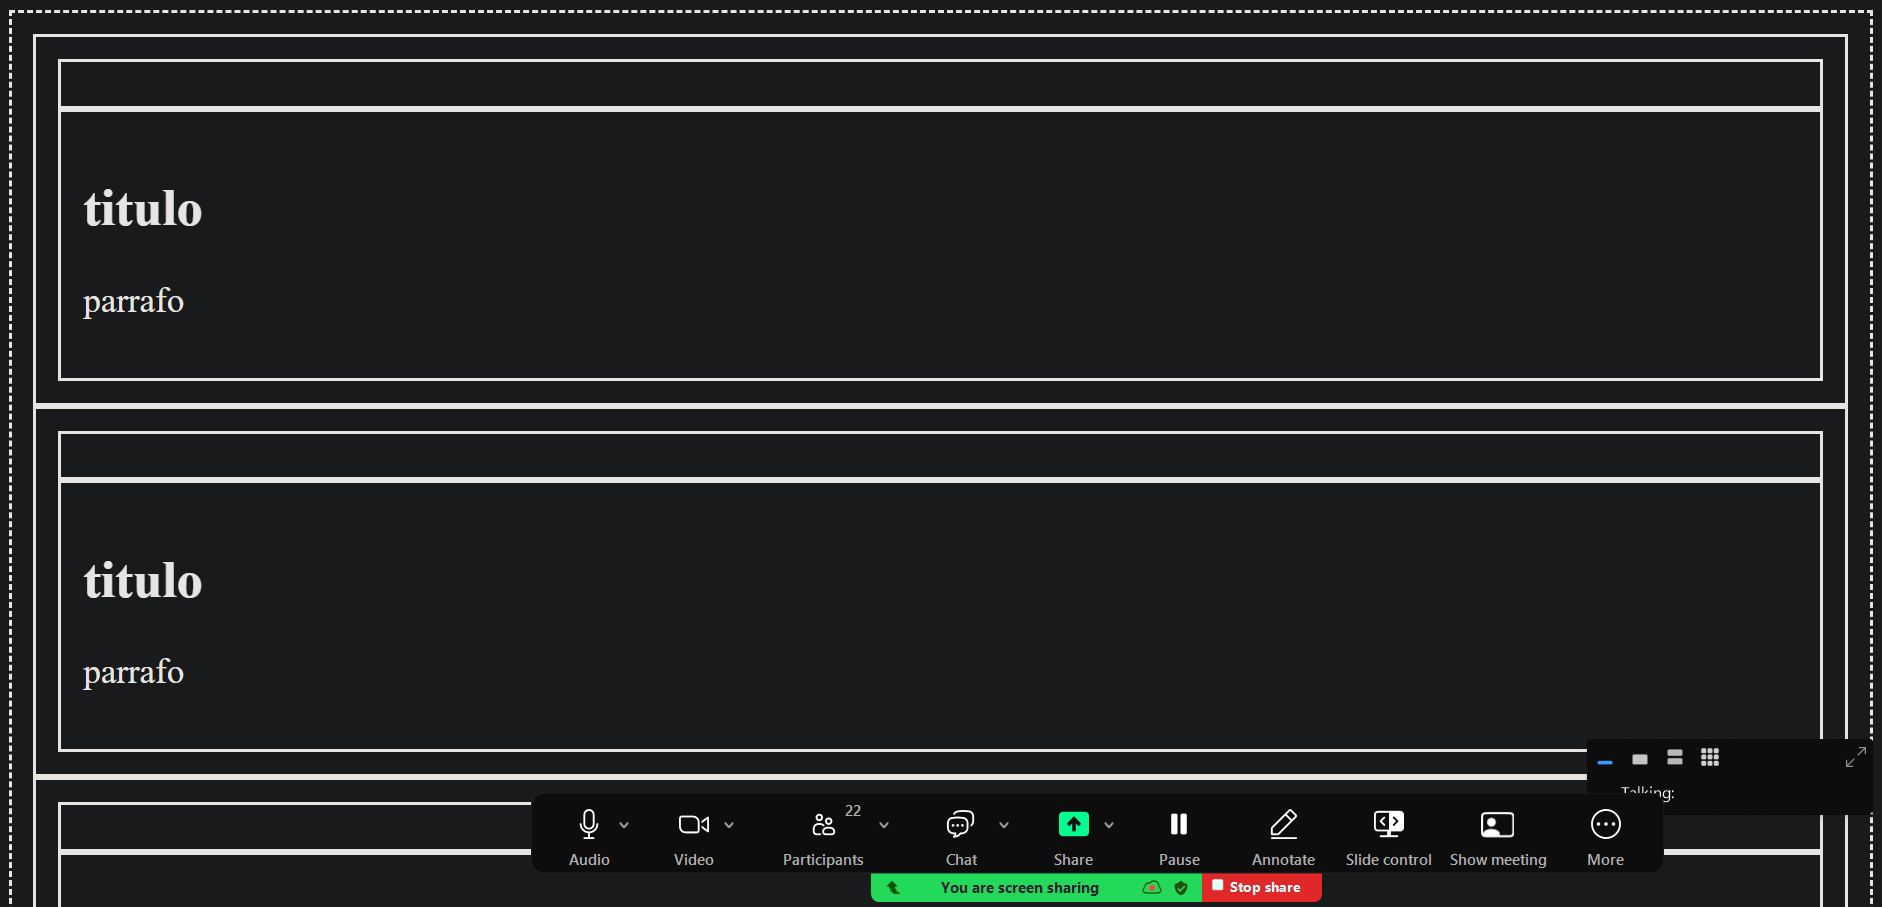 titulo
parrafo
titulo
parrafo
Talking:
22
Audio Video Participants Chat Share Pause Annotate Slide control Show meeting More
You are screen sharing Stop share